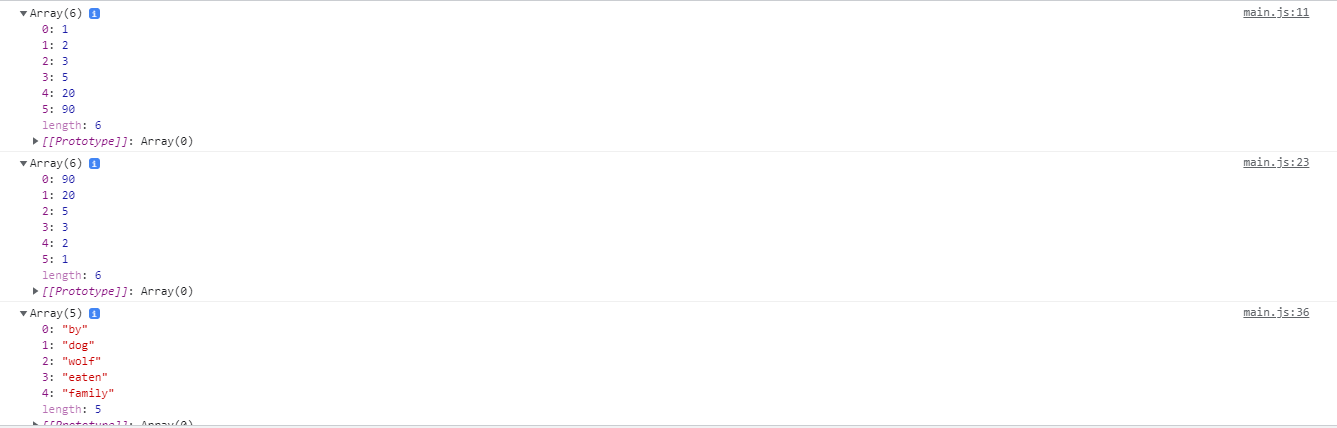 ▼Array(6) i main.js:11
0: 1
1: 2
2: 3
3: 5
4: 20
5: 90
length: 6
▶[[Prototype]]: Array(0)
▼Array(6) i main.js:23
0: 90
1: 20
2: 5
3: 3
4: 2
5: 1
length: 6
▶[[Prototype]]: Array(0)
▼Array(5) i main.js:36
0: "by"
1: "dog"
2: "wolf"
3: "eaten"
4: "family"
length: 5
▶[[Prototype]]: Array(0)